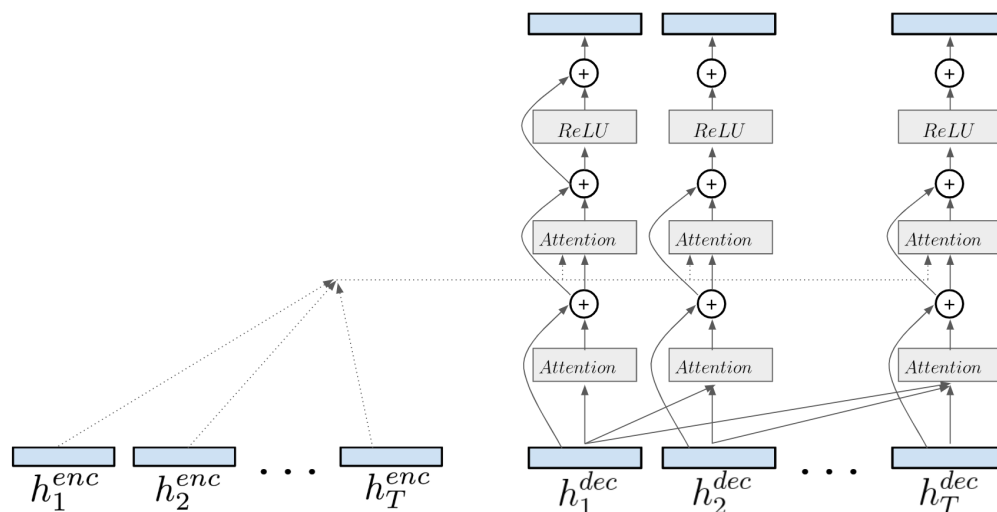 + + +
ReLU ReLU ReLU
+ + +
Attention Attention Attention
+ + +
Attention Attention Attention
h_1^{enc} h_2^{enc} . . . h_T^{enc} h_1^{dec} h_2^{dec} . . . h_T^{dec}